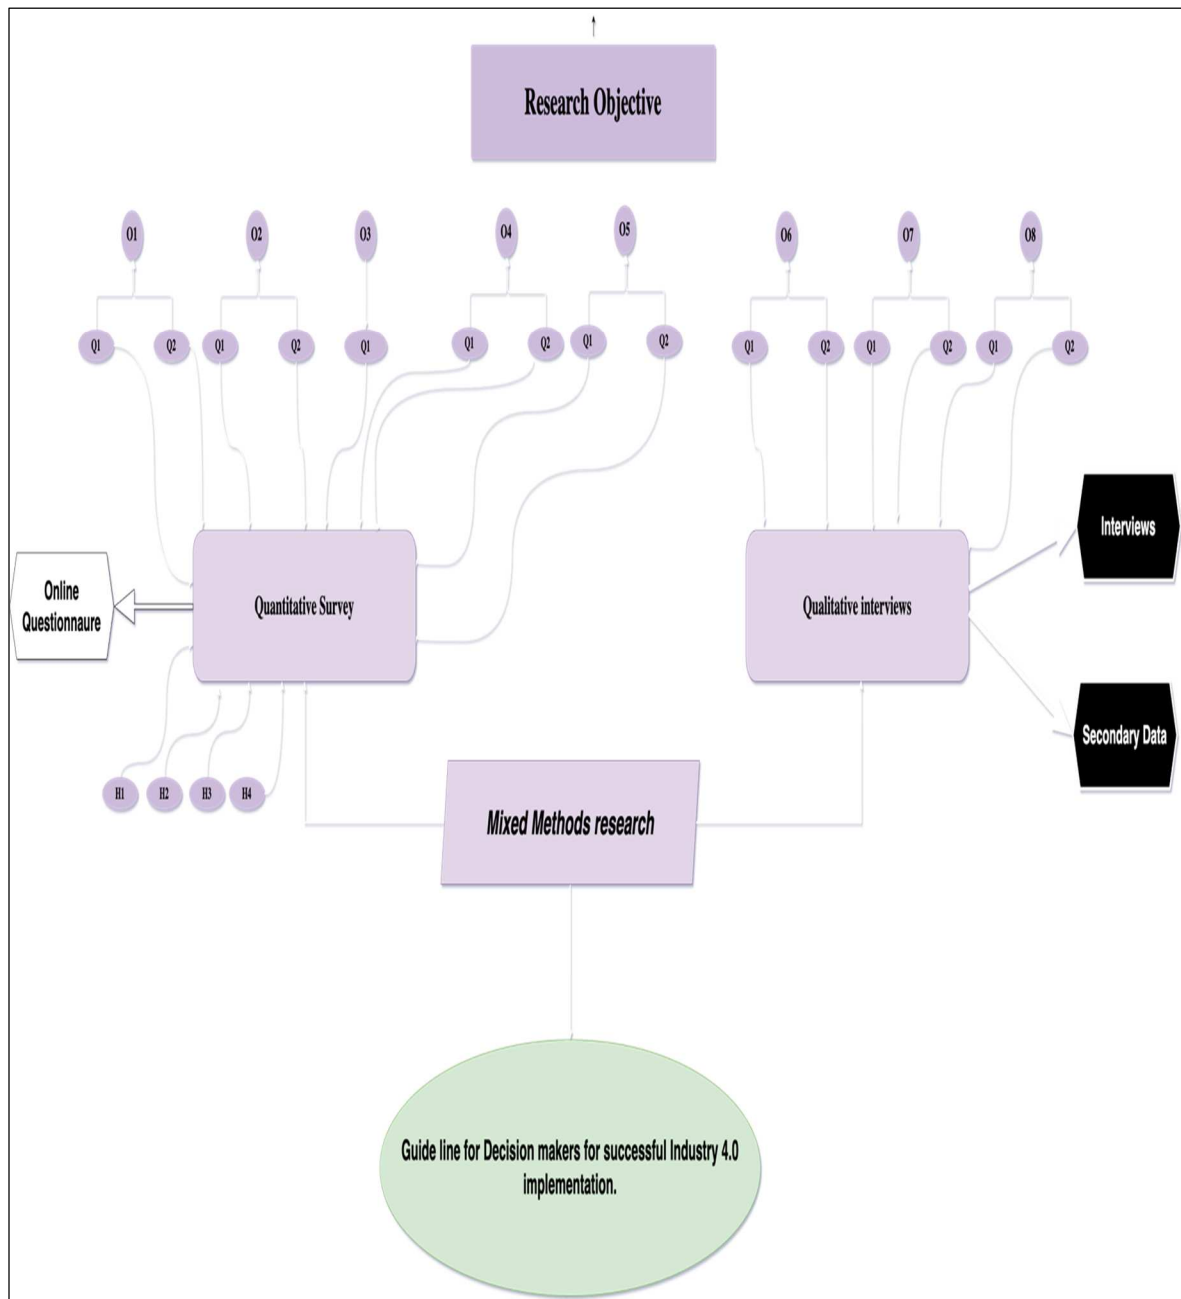 Research Objective
O1
O2
O3
O4
O5
O6
O7
O8
Q1
Q2
Q1
Q2
Q1
Q1
Q2
Q1
Q2
Q1
Q2
Q1
Q2
Q1
Q2
Online
Questionnaure
Quantitative Survey
Qualitative interviews
Interviews
Secondary Data
H1
H2
H3
H4
Mixed Methods research
Guide line for Decision makers for successful Industry 4.0
implementation.